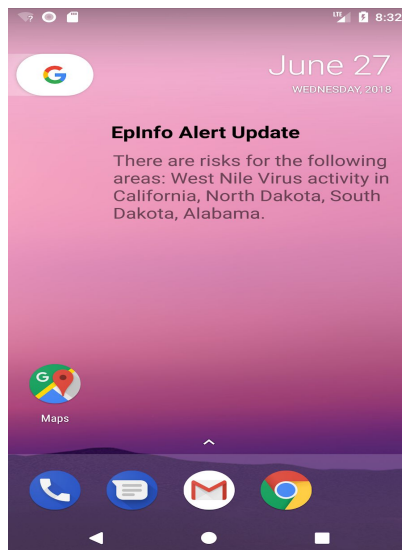 LTE 8:32
G
June 27
WEDNESDAY, 2018
EpInfo Alert Update
There are risks for the following
areas: West Nile Virus activity in
California, North Dakota, South
Dakota, Alabama.
G
Maps